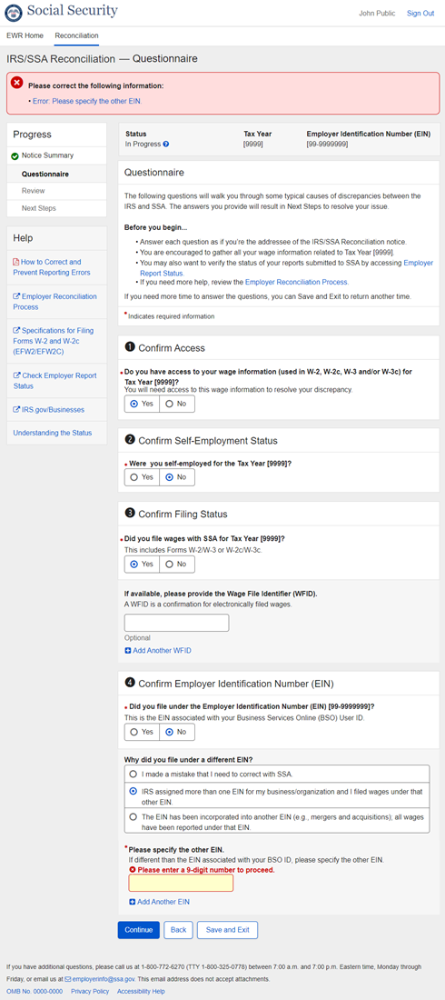 Social Security
John Public
Sign Out
EWR Home
Reconciliation
IRS/SSA Reconciliation — Questionnaire
Please correct the following information:
• Error: Please specify the other EIN.
Progress
Notice Summary
Questionnaire
Review
Next Steps
Help
How to Correct and
Prevent Reporting Errors
Employer Reconciliation
Process
Specifications for Filing
Forms W-2 and W-2c
(EFW2/EFW2C)
Check Employer Report
Status
IRS gov/Businesses
Understanding the Status
Status
In Progress
Tax Year
[9999]
Employer Identification Number (EIN)
[99-9999999]
Questionnaire
The following questions will walk you through some typical causes of discrepancies between the
IRS and SSA. The answers you provide will result in Next Steps to resolve your issue.
Before you begin...
• Answer each question as if you're the addressee of the IRS/SSA Reconciliation notice.
• You are encouraged to gather all your wage information related to Tax Year [9999].
• You may also want to verify the status of your reports submitted to SSA by accessing Employer
Report Status.
• If you need more help, review the Employer Reconciliation Process.
If you need more time to answer the questions, you can Save and Exit to return another time.
* Indicates required information
1 Confirm Access
Do you have access to your wage information (used in W-2, W-2c, W-3 and/or W-3c) for
Tax Year [9999]?
You will need access to this wage information to resolve your discrepancy.
Yes No
2 Confirm Self-Employment Status
Were you self-employed for the Tax Year [9999]?
Yes No
3 Confirm Filing Status
Did you file wages with SSA for Tax Year [9999]?
This includes Forms W-2/W-3 or W-2c/W-3c.
Yes No
If available, please provide the Wage File Identifier (WFID).
A WFID is a confirmation for electronically filed wages.
Optional
Add Another WFID
4 Confirm Employer Identification Number (EIN)
Did you file under the Employer Identification Number (EIN) [99-9999999]?
This is the EIN associated with your Business Services Online (BSO) User ID.
Yes No
Why did you file under a different EIN?
I made a mistake that I need to correct with SSA.
IRS assigned more than one EIN for my business/organization and I filed wages under that
other EIN.
The EIN has been incorporated into another EIN (e.g., mergers and acquisitions); all wages
have been reported under that EIN.
* Please specify the other EIN.
If different than the EIN associated with your BSO ID, please specify the other EIN.
Please enter a 9-digit number to proceed.
Add Another EIN
Continue
Back
Save and Exit
If you have additional questions, please call us at 1-800-772-6270 (TTY 1-800-325-0778) between 7:00 a.m. and 7:00 p.m. Eastern time, Monday through
Friday, or email us at employerinfo@ssa.gov. This email address does not accept attachments.
OMB No. 0000-0000 Privacy Policy Accessibility Help